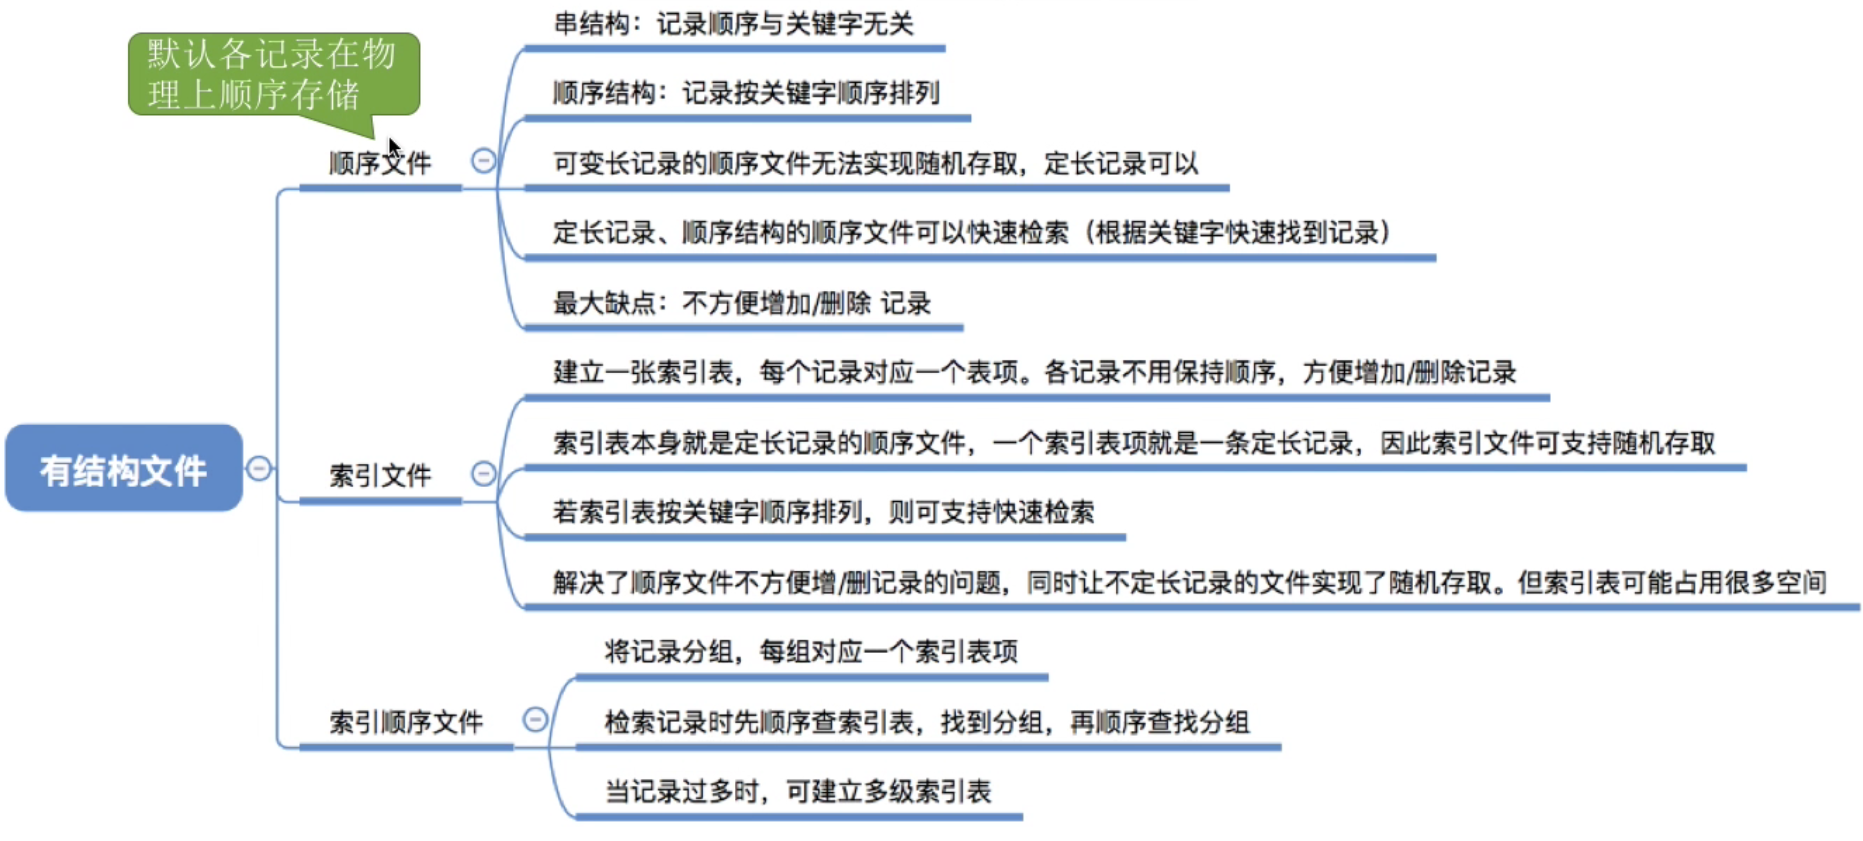 默认各记录在物
理上顺序存储
有结构文件
顺序文件
串结构：记录顺序与关键字无关
顺序结构：记录按关键字顺序排列
可变长记录的顺序文件无法实现随机存取，定长记录可以
定长记录、顺序结构的顺序文件可以快速检索（根据关键字快速找到记录）
最大缺点：不方便增加/删除 记录
索引文件
建立一张索引表，每个记录对应一个表项。各记录不用保持顺序，方便增加/删除记录
索引表本身就是定长记录的顺序文件，一个索引表项就是一条定长记录，因此索引文件可支持随机存取
若索引表按关键字顺序排列，则可支持快速检索
解决了顺序文件不方便增/删记录的问题，同时让不定长记录的文件实现了随机存取。但索引表可能占用很多空间
索引顺序文件
将记录分组，每组对应一个索引表项
检索记录时先顺序查索引表，找到分组，再顺序查找分组
当记录过多时，可建立多级索引表